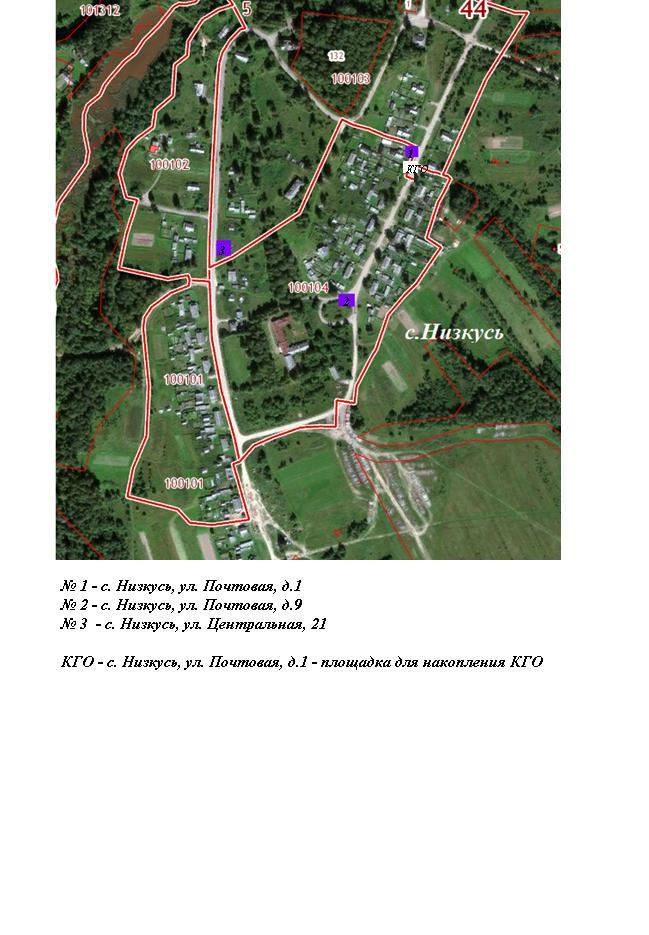 101312
5
44
1
132
100103
1
КГО
100102
3
100104
2
с.Низкусь
100101
100101
№ 1 - с. Низкусь, ул. Почтовая, д.1
№ 2 - с. Низкусь, ул. Почтовая, д.9
№ 3 - с. Низкусь, ул. Центральная, 21
КГО - с. Низкусь, ул. Почтовая, д.1 - площадка для накопления КГО